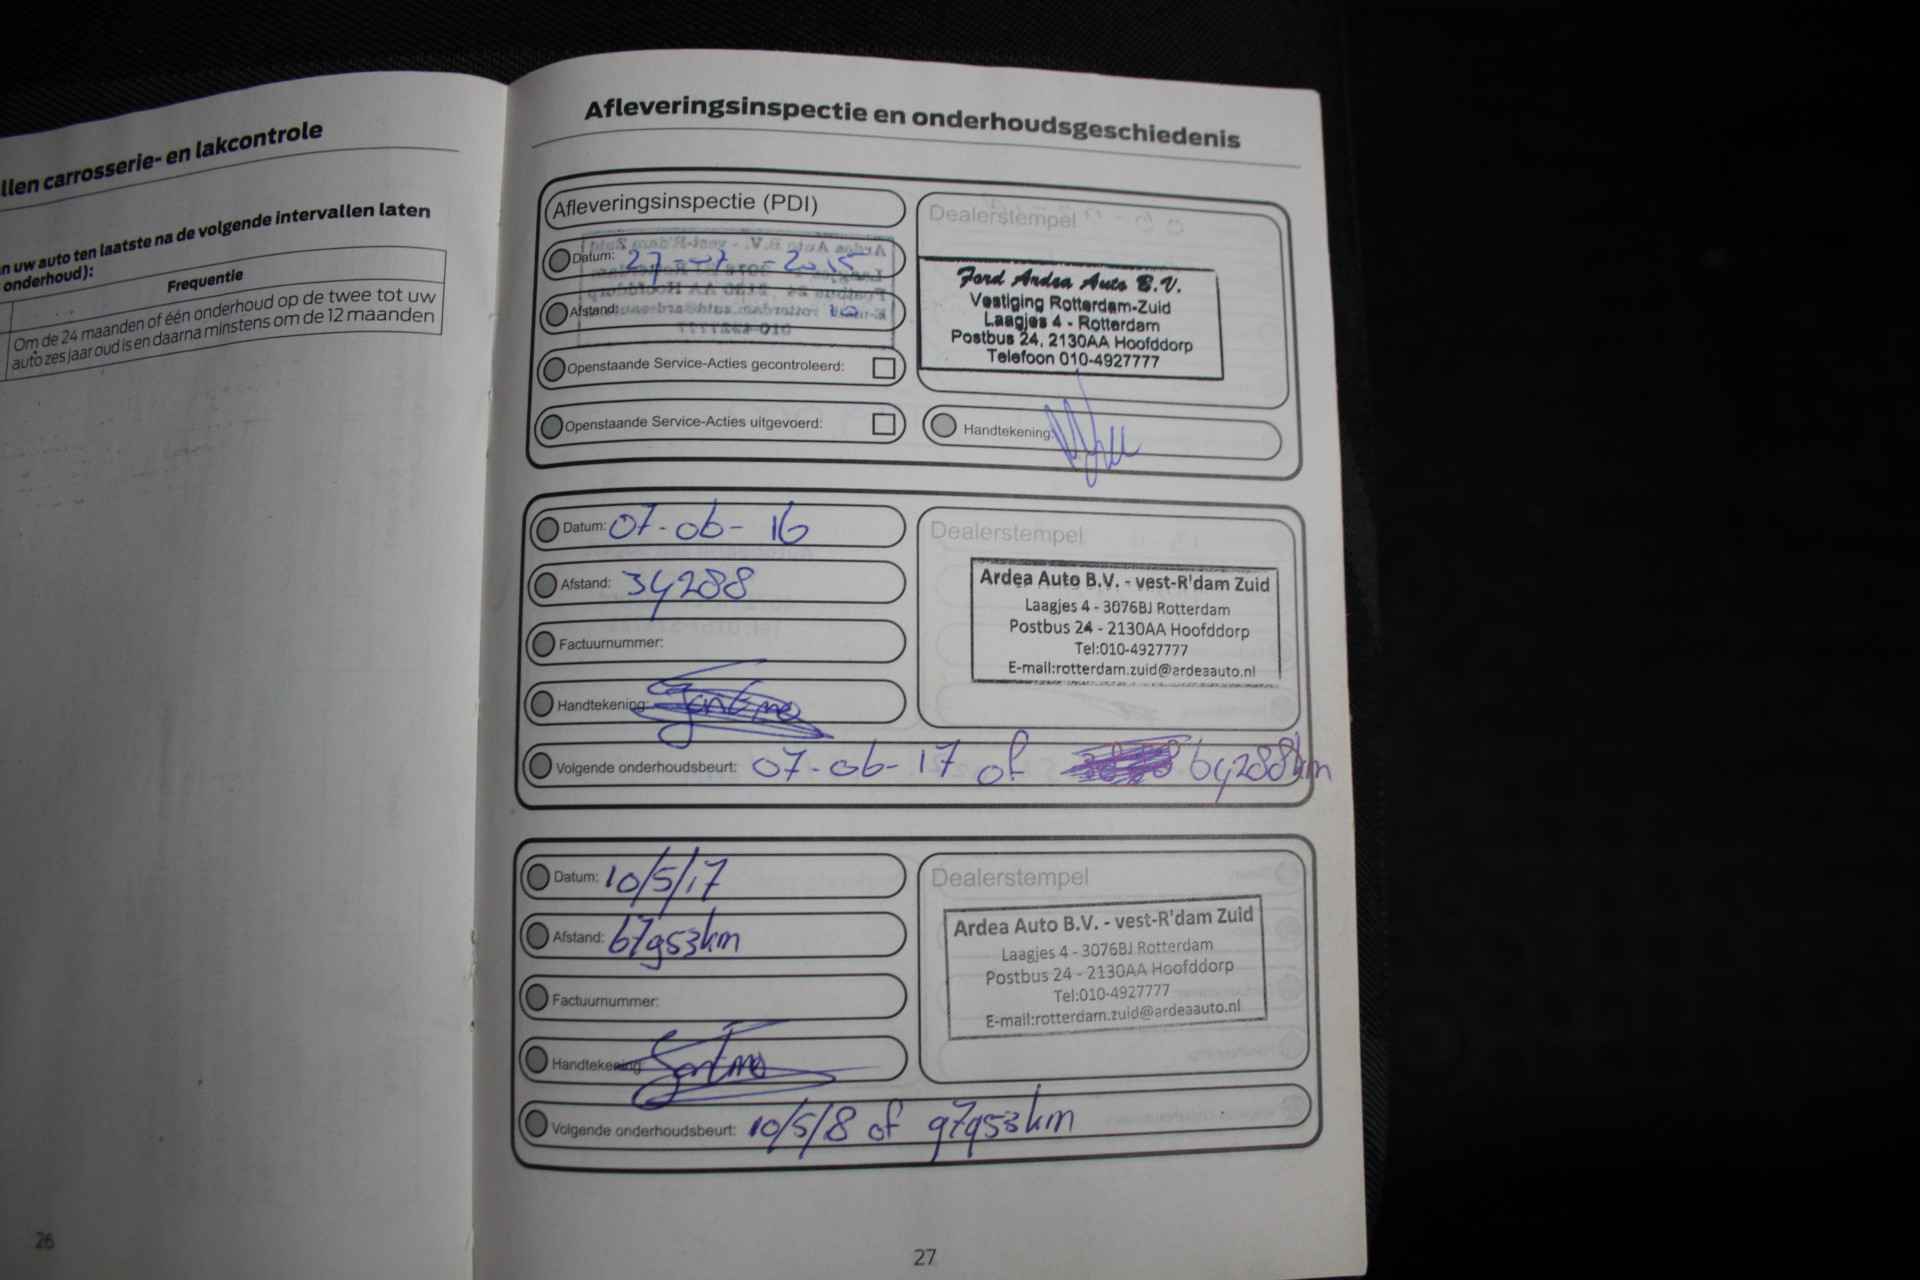 llen carrosserie- en lakcontrole
n uw auto ten laatste na de volgende intervallen laten
onderhoud):
Frequentie
Om de 24 maanden of één onderhoud op de twee tot uw
auto zes jaar oud is en daarna minstens om de 12 maanden
26
Afleveringsinspectie en onderhoudsgeschiedenis
Afleveringsinspectie (PDI)
Datum: 27-07-2015
Afstand: 10
Openstaande Service-Acties gecontroleerd:
Openstaande Service-Acties uitgevoerd:
Dealerstempel
Ford Ardea Auto B.V.
Vestiging Rotterdam-Zuid
Laagjes 4 - Rotterdam
Postbus 24, 2130AA Hoofddorp
Telefoon 010-4927777
Handtekening:
Datum: 07-06-16
Afstand: 34288
Factuurnummer:
Handtekening:
Dealerstempel
Ardea Auto B.V. - vest-R'dam Zuid
Laagjes 4 - 3076BJ Rotterdam
Postbus 24 - 2130AA Hoofddorp
Tel:010-4927777
E-mail:rotterdam.zuid@ardeaauto.nl
Volgende onderhoudsbeurt: 07-06-17 of 64288km
Datum: 10/5/17
Afstand: 67953km
Factuurnummer:
Handtekening:
Dealerstempel
Ardea Auto B.V. - vest-R'dam Zuid
Laagjes 4 - 3076BJ Rotterdam
Postbus 24 - 2130AA Hoofddorp
Tel:010-4927777
E-mail:rotterdam.zuid@ardeaauto.nl
Volgende onderhoudsbeurt: 10/5/8 of 97953km
27